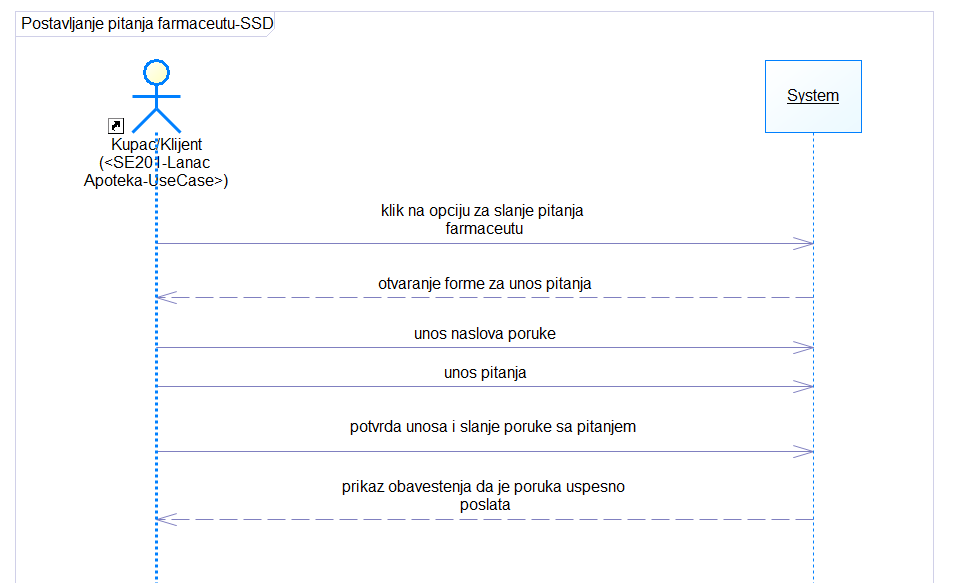 Postavljanje pitanja farmaceutu-SSD
System
Kupac/Klijent
(<SE201-Lanac
Apoteka-UseCase>)
klik na opciju za slanje pitanja
farmaceutu
otvaranje forme za unos pitanja
unos naslova poruke
unos pitanja
potvrda unosa i slanje poruke sa pitanjem
prikaz obavestenja da je poruka uspesno
poslata